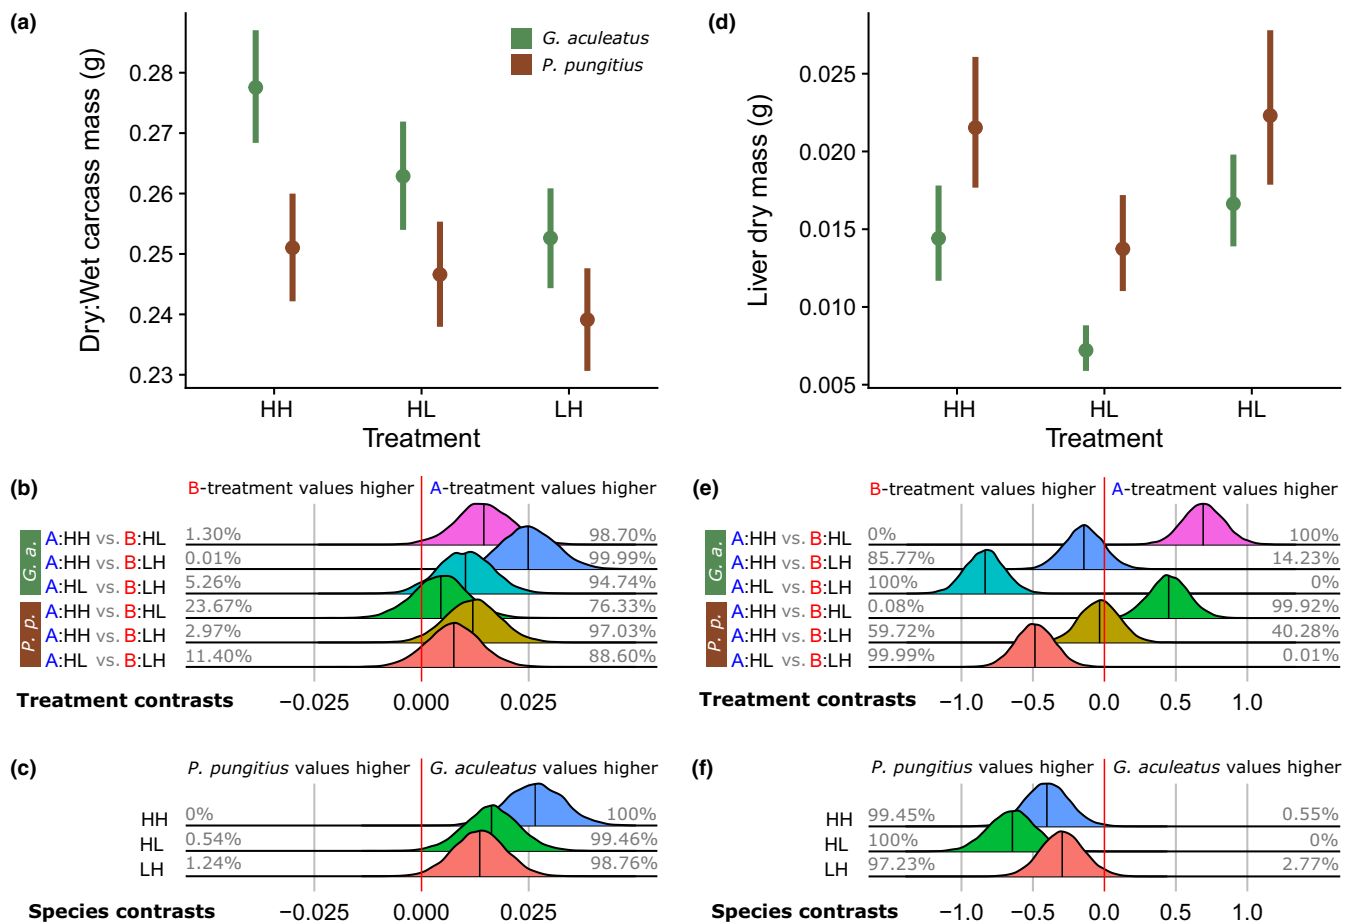 (a)
Dry:Wet carcass mass (g)
0.28
0.27
0.26
0.25
0.24
0.23
G. aculeatus
P. pungitius
HH HL LH
Treatment
(d)
Liver dry mass (g)
0.025
0.020
0.015
0.010
0.005
HH HL HL
Treatment
(b)
B-treatment values higher A-treatment values higher
G. a.
A:HH vs. B:HL 1.30% 98.70%
A:HH vs. B:LH 0.01% 99.99%
A:HL vs. B:LH 5.26% 94.74%
P. p.
A:HH vs. B:HL 23.67% 76.33%
A:HH vs. B:LH 2.97% 97.03%
A:HL vs. B:LH 11.40% 88.60%
Treatment contrasts −0.025 0.000 0.025
(e)
B-treatment values higher A-treatment values higher
G. a.
A:HH vs. B:HL 0% 100%
A:HH vs. B:LH 85.77% 14.23%
A:HL vs. B:LH 100% 0%
P. p.
A:HH vs. B:HL 0.08% 99.92%
A:HH vs. B:LH 59.72% 40.28%
A:HL vs. B:LH 99.99% 0.01%
Treatment contrasts −1.0 −0.5 0.0 0.5 1.0
(c)
P. pungitius values higher G. aculeatus values higher
HH 0% 100%
HL 0.54% 99.46%
LH 1.24% 98.76%
Species contrasts −0.025 0.000 0.025
(f)
P. pungitius values higher G. aculeatus values higher
HH 99.45% 0.55%
HL 100% 0%
LH 97.23% 2.77%
Species contrasts −1.0 −0.5 0.0 0.5 1.0